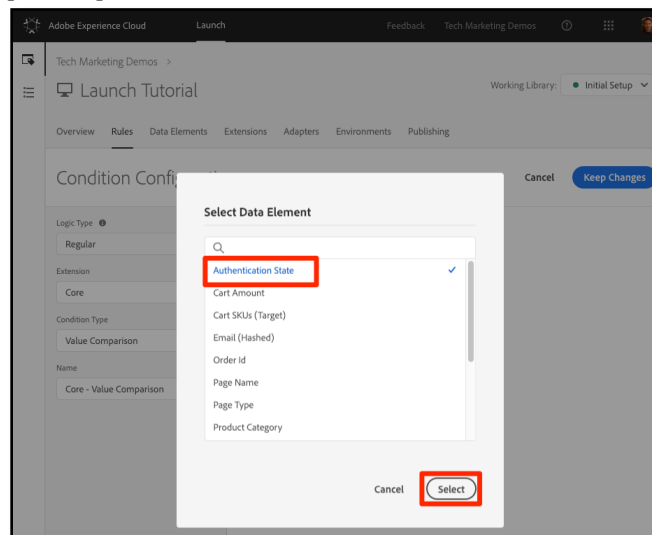 Adobe Experience Cloud Launch Feedback Tech Marketing Demos
Tech Marketing Demos >
Launch Tutorial
Working Library: Initial Setup
Overview Rules Data Elements Extensions Adapters Environments Publishing
Condition Confi
Cancel Keep Changes
Select Data Element
Logic Type
Regular
Extension
Core
Condition Type
Value Comparison
Name
Core - Value Comparison
Authentication State
Cart Amount
Cart SKUs (Target)
Email (Hashed)
Order Id
Page Name
Page Type
Product Category
Cancel Select